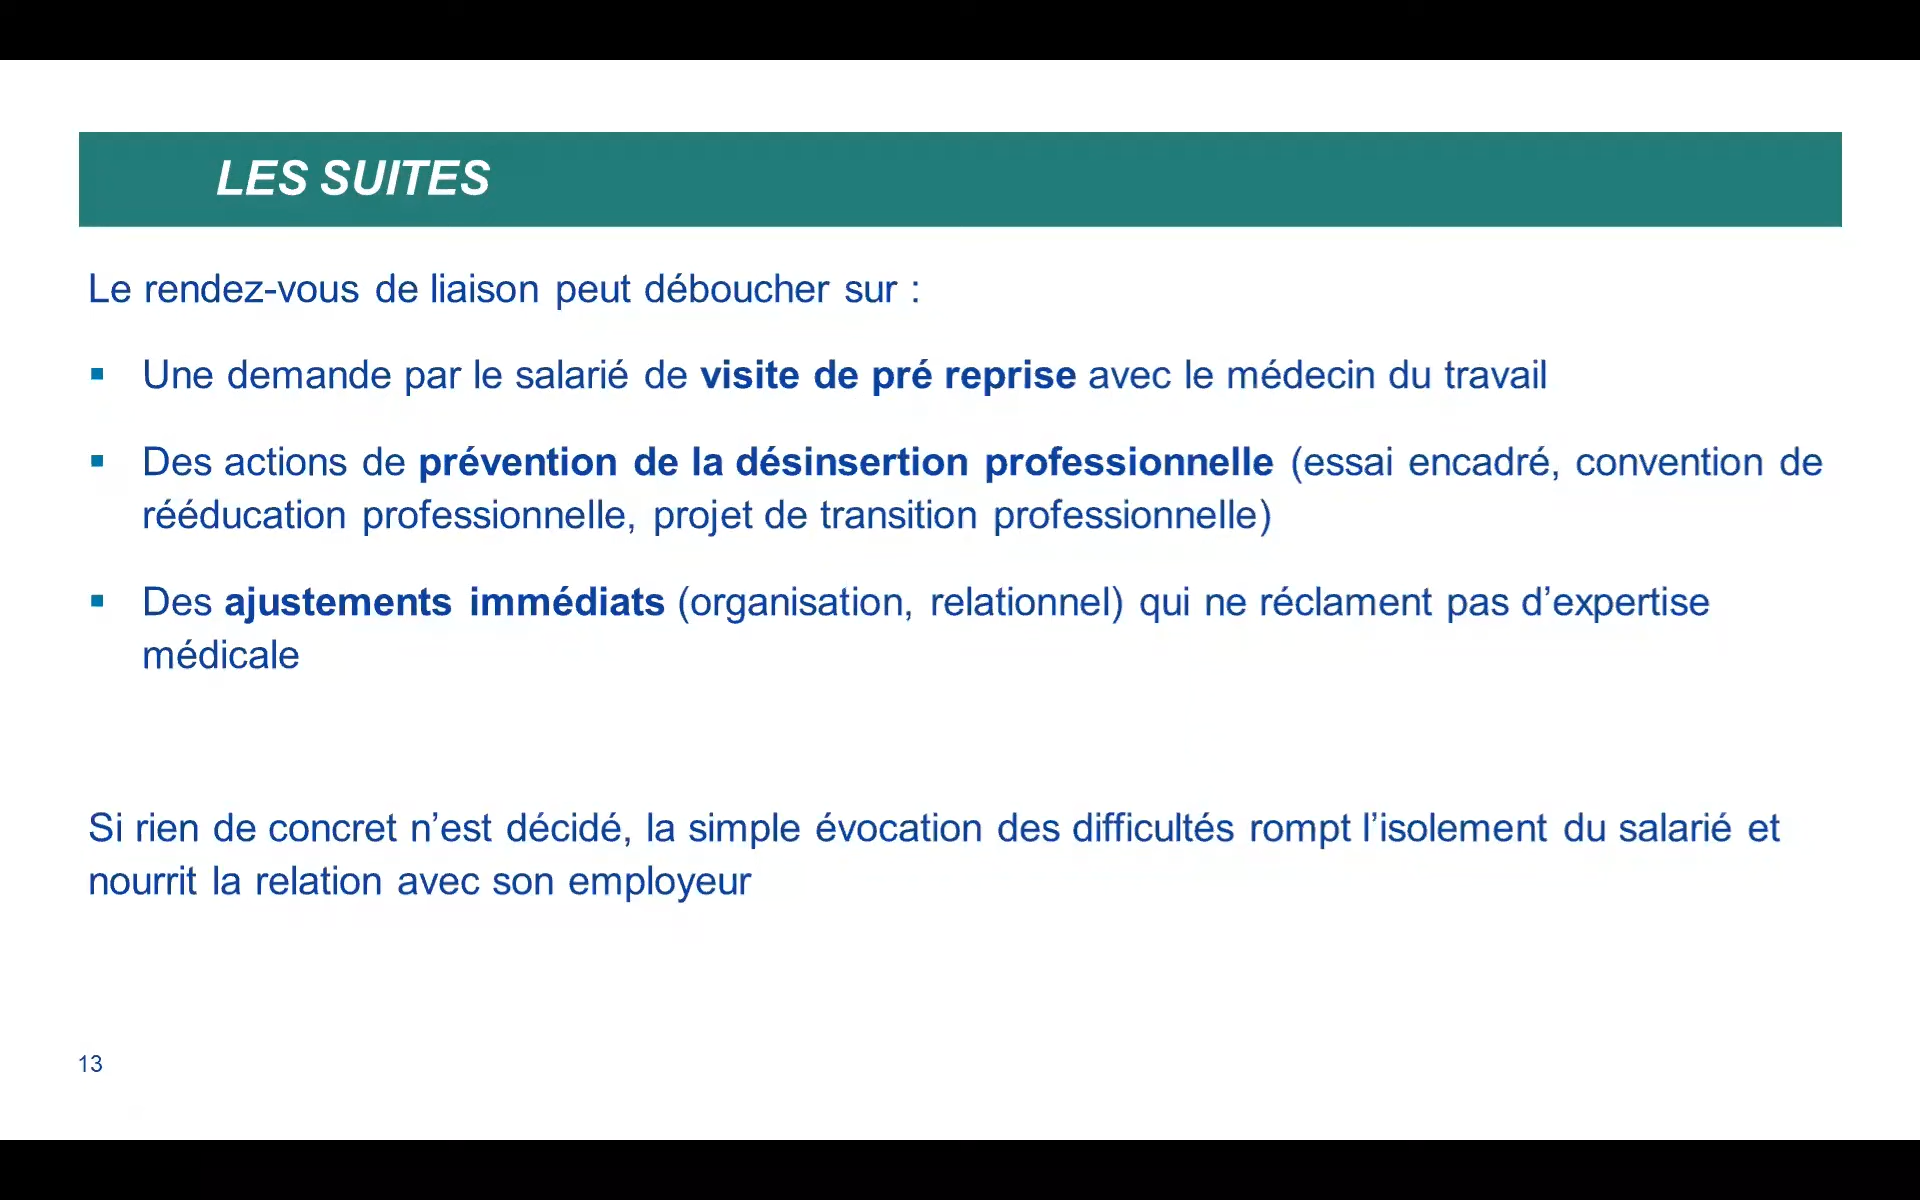 LES SUITES
Le rendez-vous de liaison peut déboucher sur :
▪ Une demande par le salarié de visite de pré reprise avec le médecin du travail
▪ Des actions de prévention de la désinsertion professionnelle (essai encadré, convention de
rééducation professionnelle, projet de transition professionnelle)
▪ Des ajustements immédiats (organisation, relationnel) qui ne réclament pas d’expertise
médicale
Si rien de concret n’est décidé, la simple évocation des difficultés rompt l’isolement du salarié et
nourrit la relation avec son employeur
13